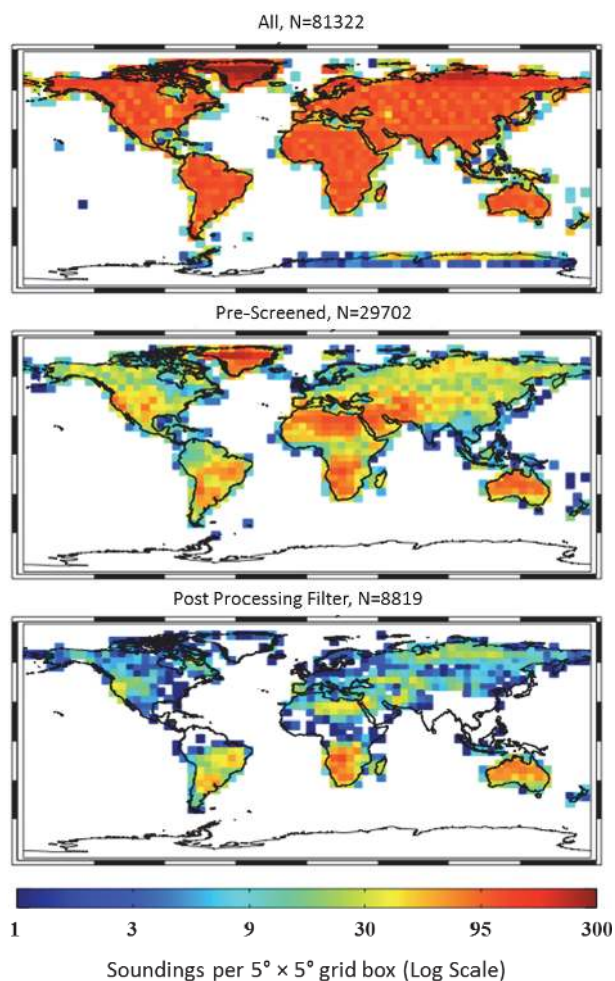 All, N=81322
Pre-Screened, N=29702
Post Processing Filter, N=8819
1 3 9 30 95 300
Soundings per 5° × 5° grid box (Log Scale)